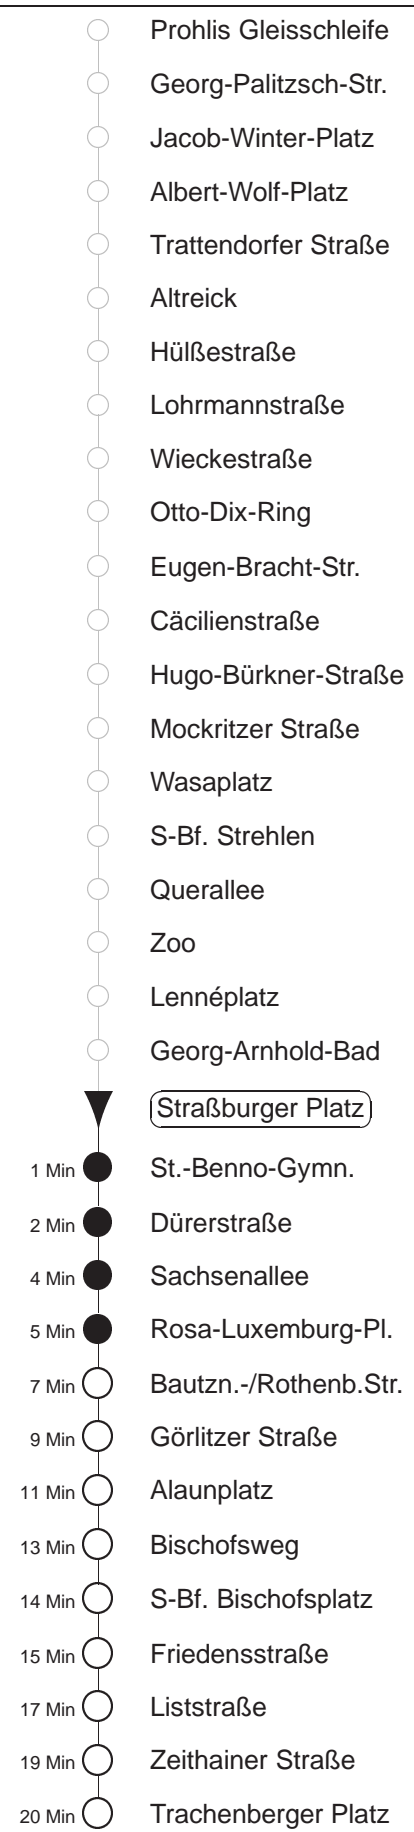 Prohlis Gleisschleife
Georg-Palitzsch-Str.
Jacob-Winter-Platz
Albert-Wolf-Platz
Trattendorfer Straße
Altreick
Hülßestraße
Lohrmannstraße
Wieckestraße
Otto-Dix-Ring
Eugen-Bracht-Str.
Cäcilienstraße
Hugo-Bürkner-Straße
Mockritzer Straße
Wasaplatz
S-Bf. Strehlen
Querallee
Zoo
Lennéplatz
Georg-Arnhold-Bad
Straßburger Platz
1 Min St.-Benno-Gymn.
2 Min Dürerstraße
4 Min Sachsenallee
5 Min Rosa-Luxemburg-Pl.
7 Min Bautzn.-/Rothenb.Str.
9 Min Görlitzer Straße
11 Min Alaunplatz
13 Min Bischofsweg
14 Min S-Bf. Bischofsplatz
15 Min Friedensstraße
17 Min Liststraße
19 Min Zeithainer Straße
20 Min Trachenberger Platz